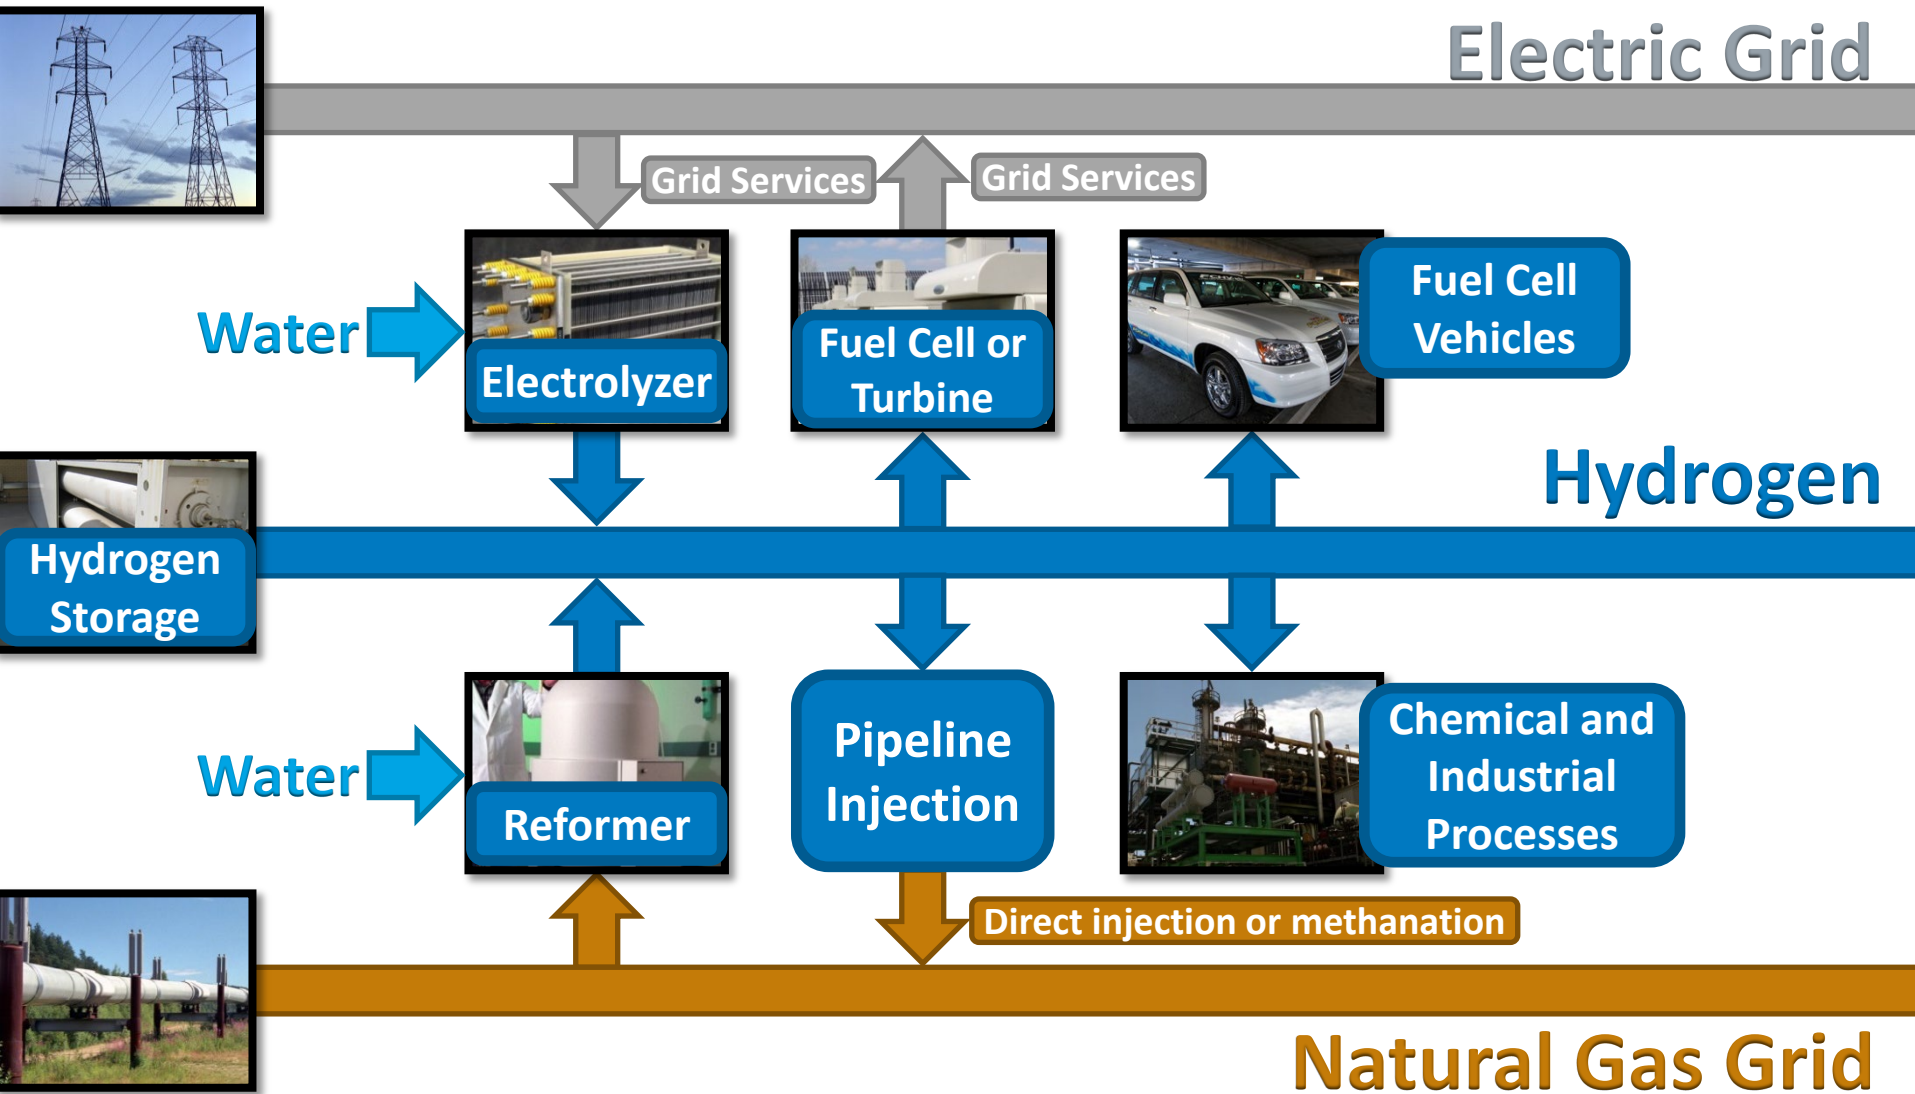 Electric Grid
Grid Services
Grid Services
Water
Electrolyzer
Fuel Cell or
Turbine
Fuel Cell
Vehicles
Hydrogen
Hydrogen
Storage
Water
Reformer
Pipeline
Injection
Chemical and
Industrial
Processes
Direct injection or methanation
Natural Gas Grid